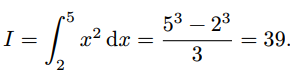 I = ∫₂⁵ x² dx = (5³ − 2³)/3 = 39.